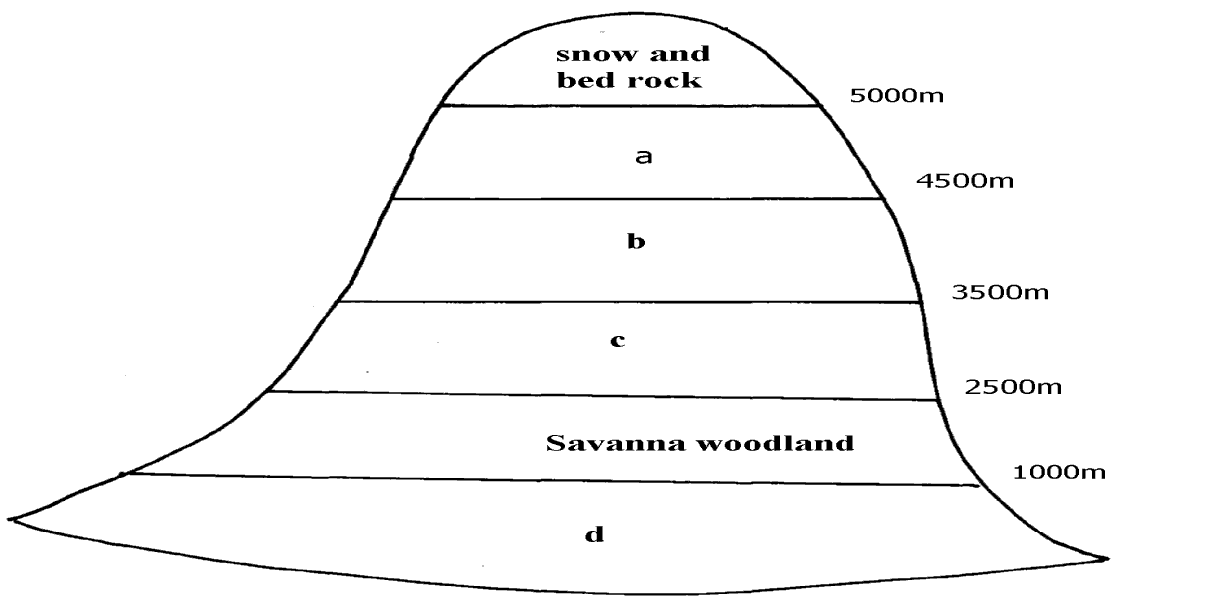 snow and
bed rock
5000m
a
4500m
b
3500m
c
2500m
Savanna woodland
1000m
d